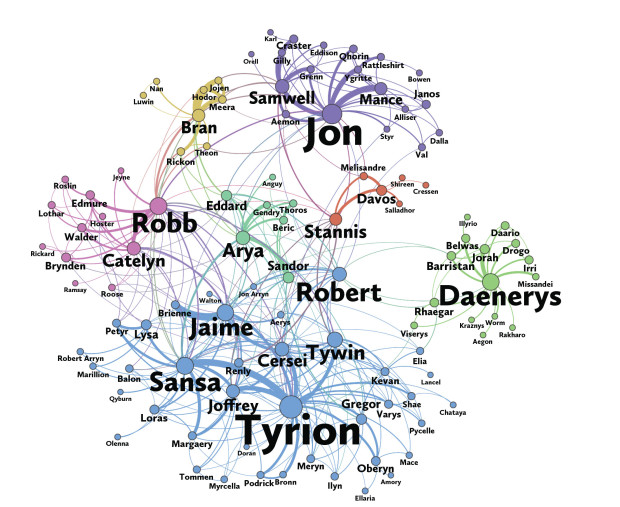 Karl
Craster
Eddison
Qhorin
Orell
Gilly
Rattleshirt
Grenn
Ygritte
Bowen
Nan
Jojen
Hodor
Samwell
Mance
Janos
Luwin
Meera
Bran
Aemon
Jon
Alliser
Styr
Dalla
Val
Theon
Rickon
Melisandre
Jeyne
Roslin
Anguy
Shireen
Cressen
Davos
Edmure
Eddard
Gendry
Thoros
Salladhor
Lothar
Hoster
Robb
Beric
Stannis
Illyrio
Daario
Walder
Arya
Belwas
Drogo
Rickard
Catelyn
Jorah
Brynden
Sandor
Barristan
Irri
Missandei
Ramsay
Roose
Jon Arryn
Robert
Daenerys
Walton
Brienne
Rhaegar
Petyr
Lysa
Jaime
Aerys
Kraznys
Worm
Viserys
Rakharo
Aegon
Robert Arryn
Cersei
Tywin
Elia
Marillion
Balon
Sansa
Renly
Kevan
Lancel
Qyburn
Joffrey
Gregor
Shae
Chataya
Loras
Varys
Tyrion
Pycelle
Olenna
Margaery
Doran
Meryn
Oberyn
Mace
Tommen
Myrcella
Podrick
Bronn
Ilyn
Amory
Ellaria